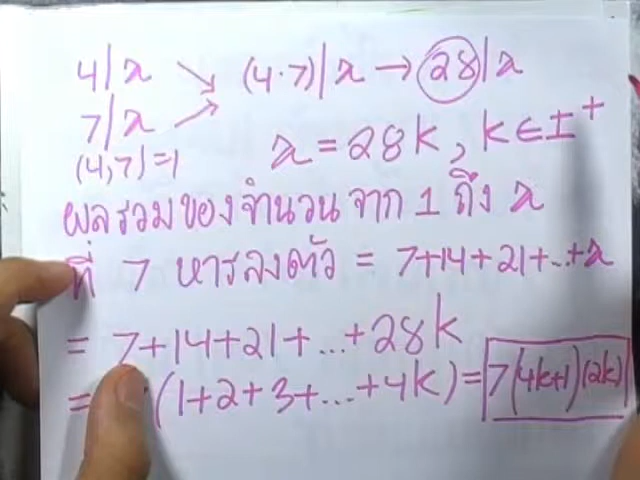 4|x (4·7)|x → 28|x
7|x
(4,7)=1 x = 28k, k∈I⁺
ผลรวมของจำนวน จาก 1 ถึง x
ที่ 7 หารลงตัว = 7+14+21+...+x
= 7+14+21+...+28k
= (1+2+3+...+4k) = 7(4k+1)(2k)